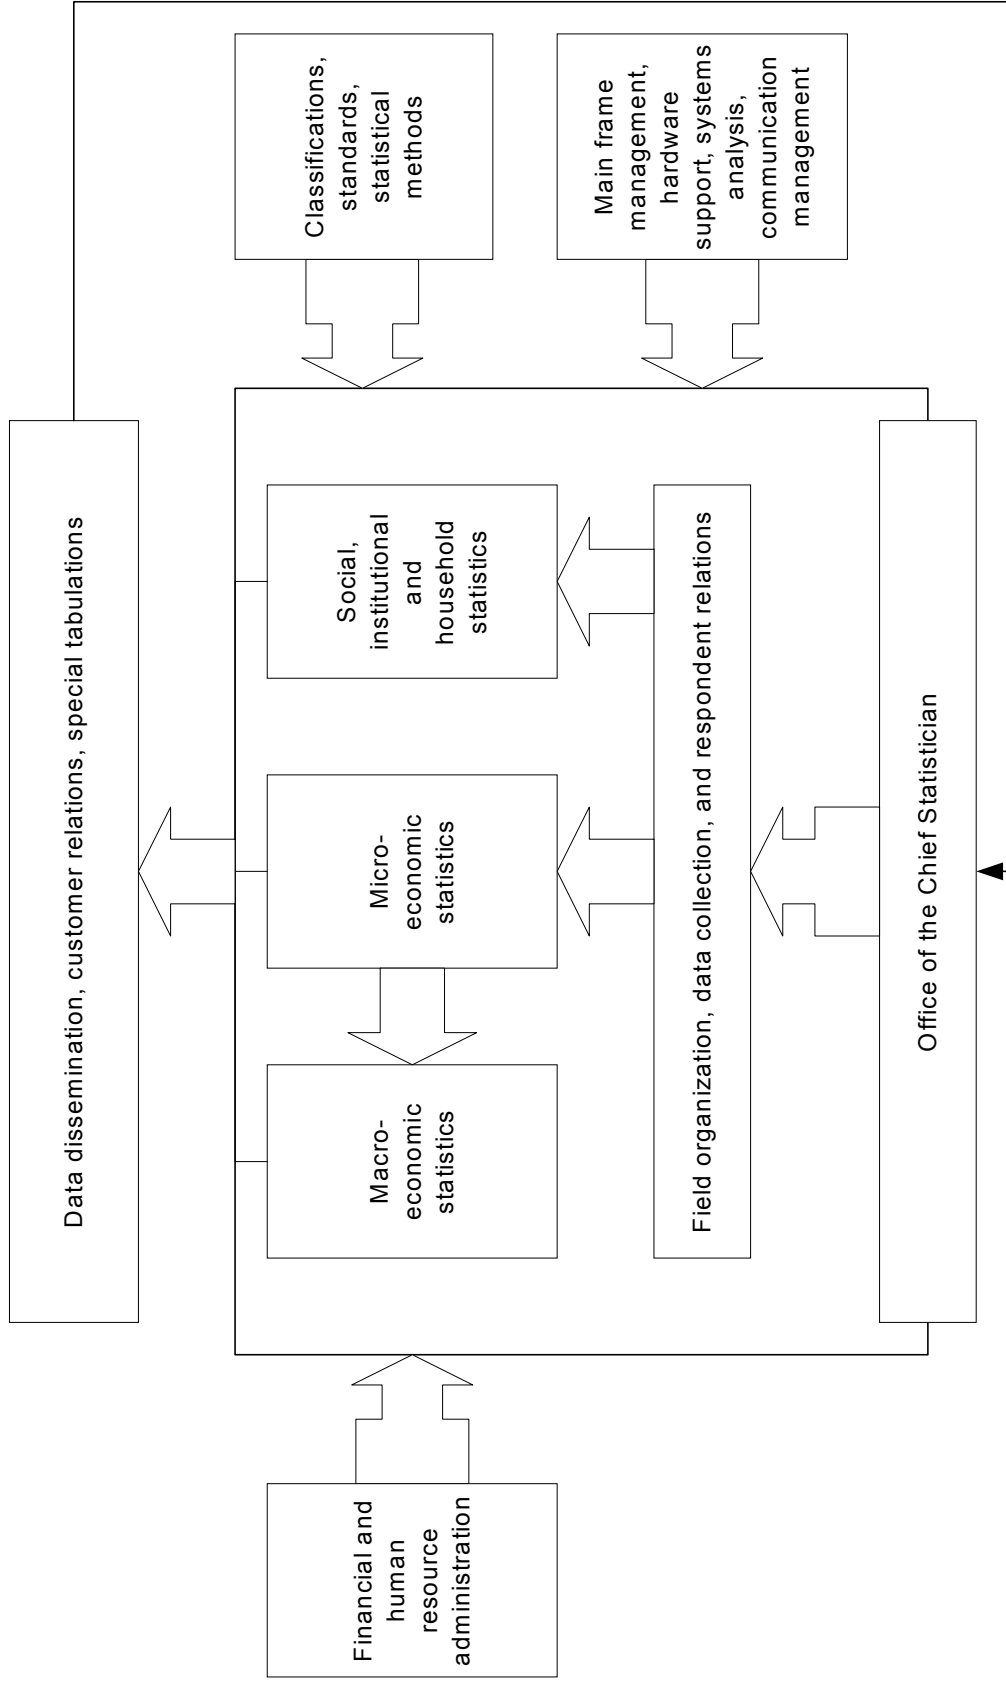 Data dissemination, customer relations, special tabulations
Financial and
human
resource
administration
Macro-
economic
statistics
Micro-
economic
statistics
Social,
institutional
and
household
statistics
Classifications,
standards,
statistical
methods
Main frame
management,
hardware
support, systems
analysis,
communication
management
Field organization, data collection, and respondent relations
Office of the Chief Statistician